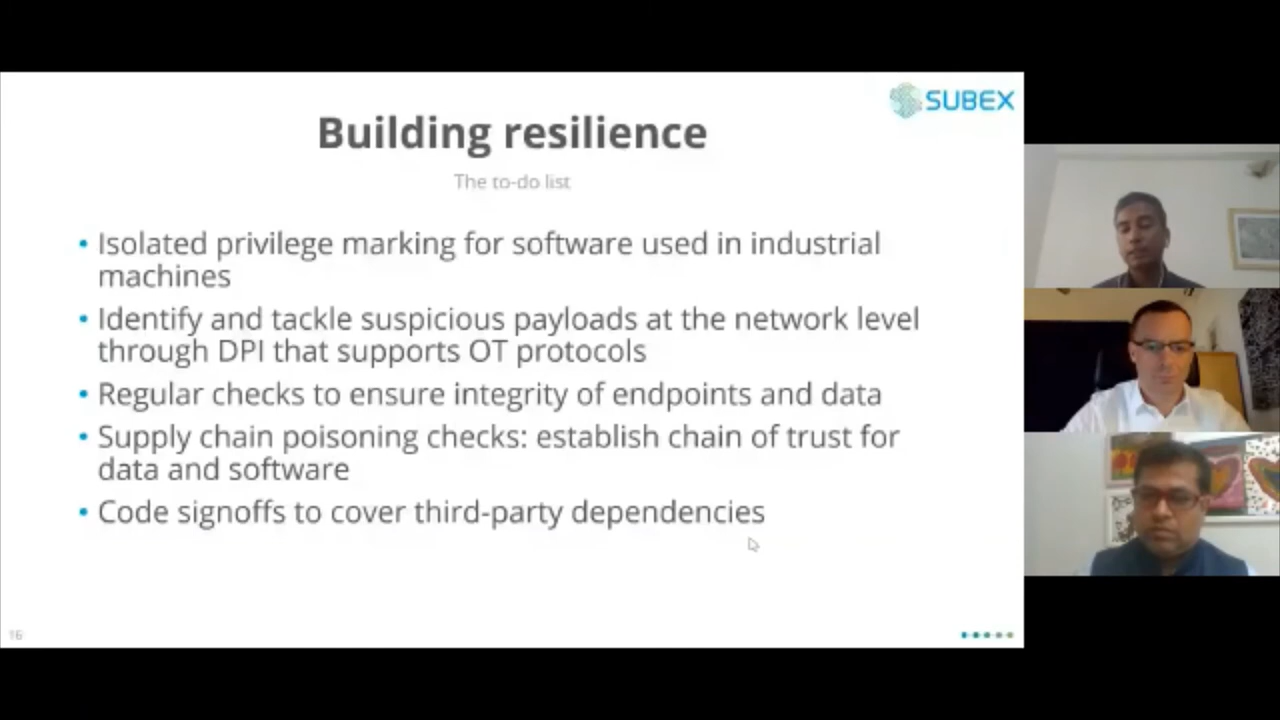 SUBEX
Building resilience
The to-do list
• Isolated privilege marking for software used in industrial
machines
• Identify and tackle suspicious payloads at the network level
through DPI that supports OT protocols
• Regular checks to ensure integrity of endpoints and data
• Supply chain poisoning checks: establish chain of trust for
data and software
• Code signoffs to cover third-party dependencies
16